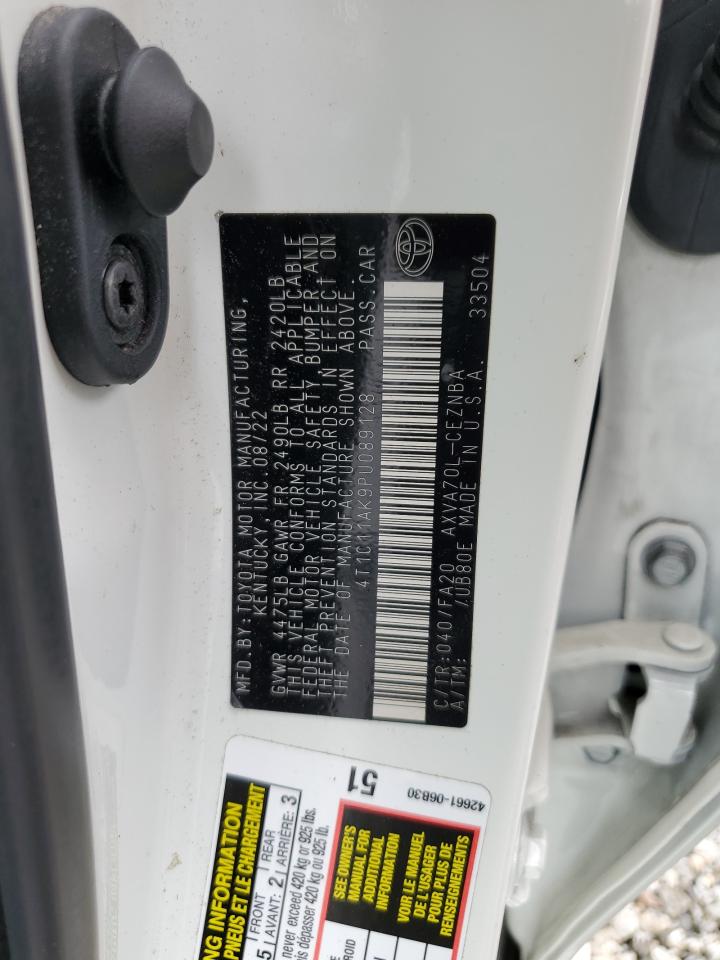 MFD. BY: TOYOTA MOTOR MANUFACTURING,
KENTUCKY, INC. 08/22
GVWR 4475LB GAWR FR 2490LB RR 2420LB
THIS VEHICLE CONFORMS TO ALL APPLICABLE
FEDERAL MOTOR VEHICLE SAFETY, BUMPER AND
THEFT PREVENTION STANDARDS IN EFFECT ON
THE DATE OF MANUFACTURE SHOWN ABOVE.
4T1C11AK9PU089128 PASS. CAR
C/TR: 040/FA20 AXVA70L-CEZNBA
A/TM: /UB80E MADE IN U.S.A. 33504
NG INFORMATION
PNEUS ET LE CHARGEMENT
5 FRONT REAR
AVANT: 2 ARRIÈRE: 3
never exceed 420 kg or 925 lbs.
ais dépasser 420 kg ou 925 lb.
51
42661-06B30
SEE OWNER'S
MANUAL FOR
ADDITIONAL
INFORMATION
VOIR LE MANUEL
DE L'USAGER
POUR PLUS DE
RENSEIGNEMENTS